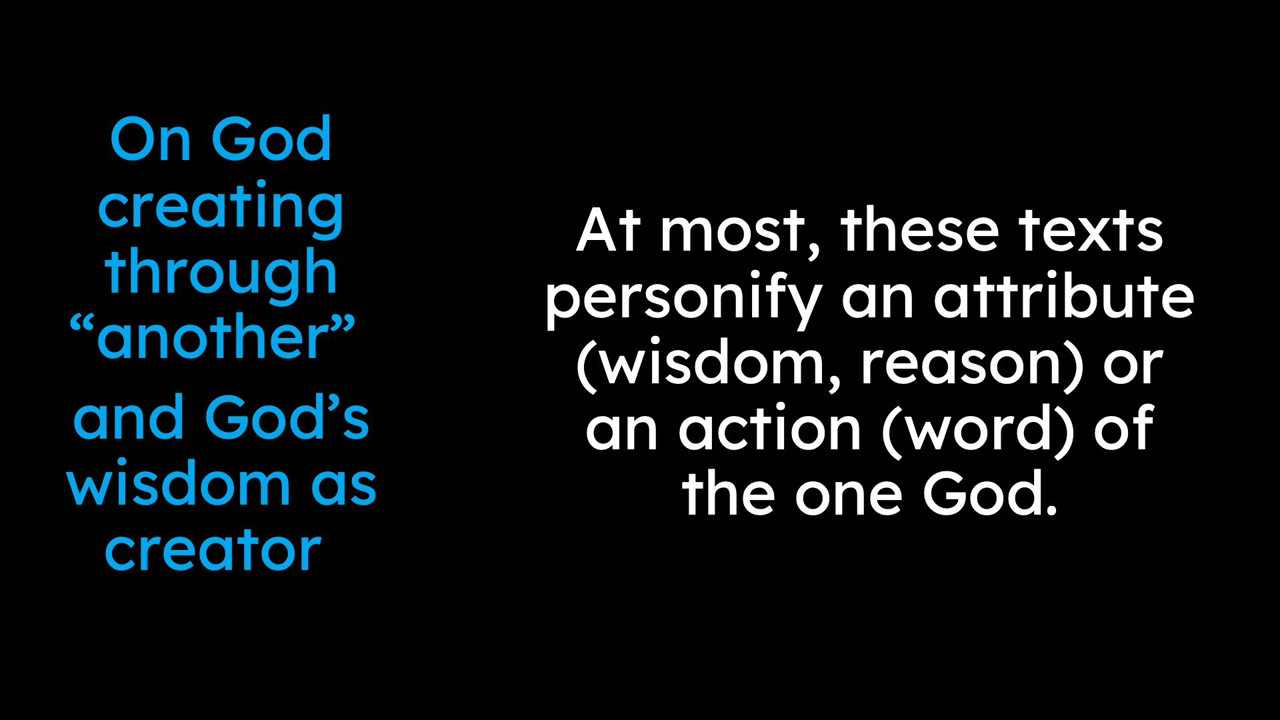 On God
creating
through
“another”
and God’s
wisdom as
creator
At most, these texts
personify an attribute
(wisdom, reason) or
an action (word) of
the one God.